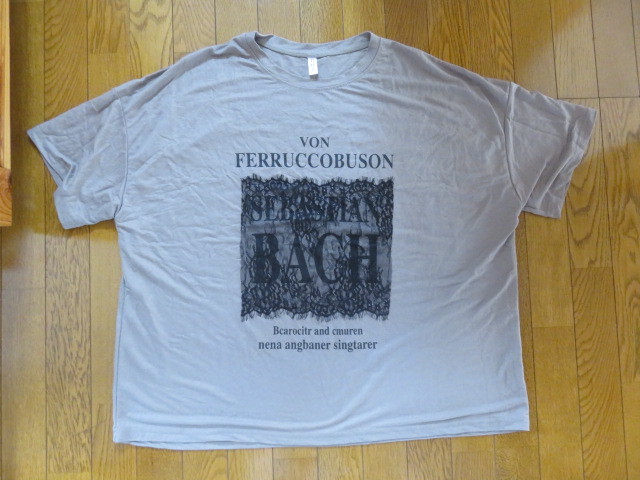 VON
FERRUCCOBUSON
SEBASTIAN
BACH
Bcarocitr and cmuren
nena angbaner singtarer